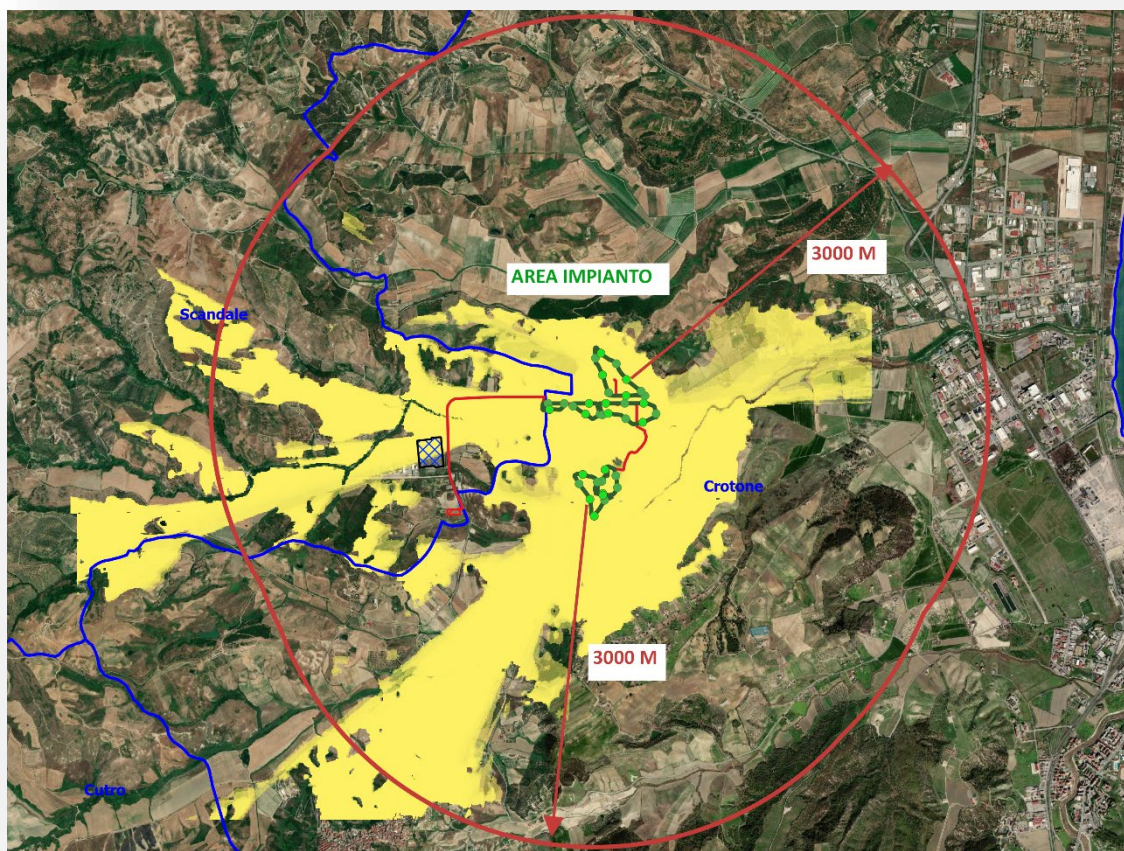 3000 M
AREA IMPIANTO
Scandale
Crotone
3000 M
Cutro